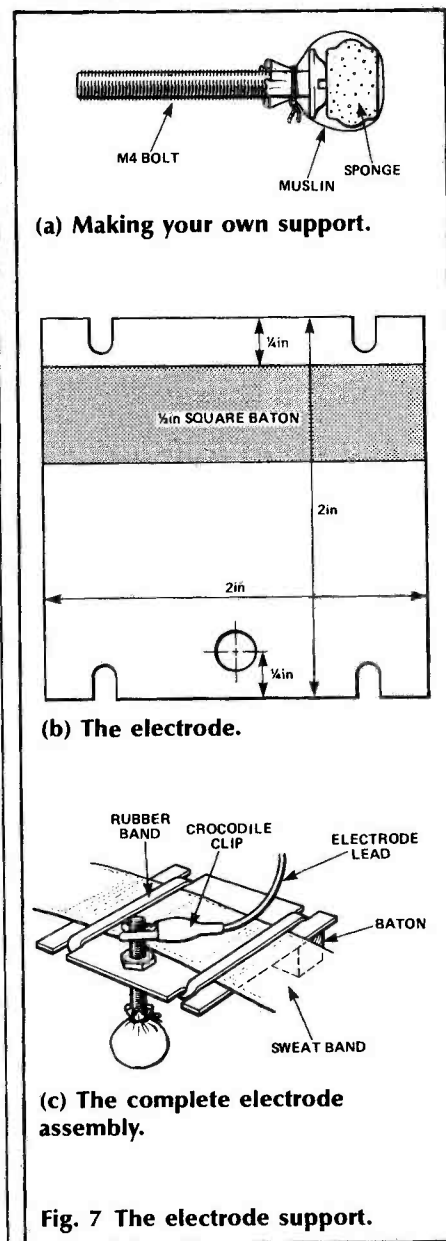 M4 BOLT
MUSLIN
SPONGE
(a) Making your own support.
¼in
½in SQUARE BATON
2in
2in
¼in
(b) The electrode.
RUBBER
BAND
CROCODILE
CLIP
ELECTRODE
LEAD
BATON
SWEAT BAND
(c) The complete electrode
assembly.
Fig. 7 The electrode support.